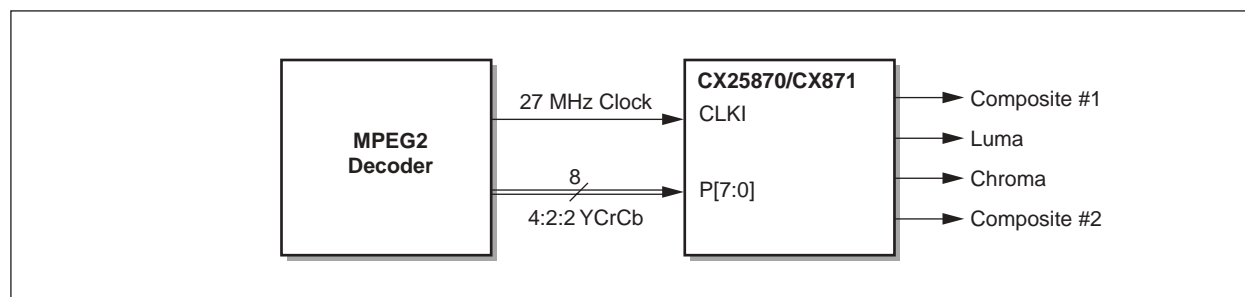 MPEG2
Decoder
27 MHz Clock
8
4:2:2 YCrCb
CX25870/CX871
CLKI
P[7:0]
Composite #1
Luma
Chroma
Composite #2